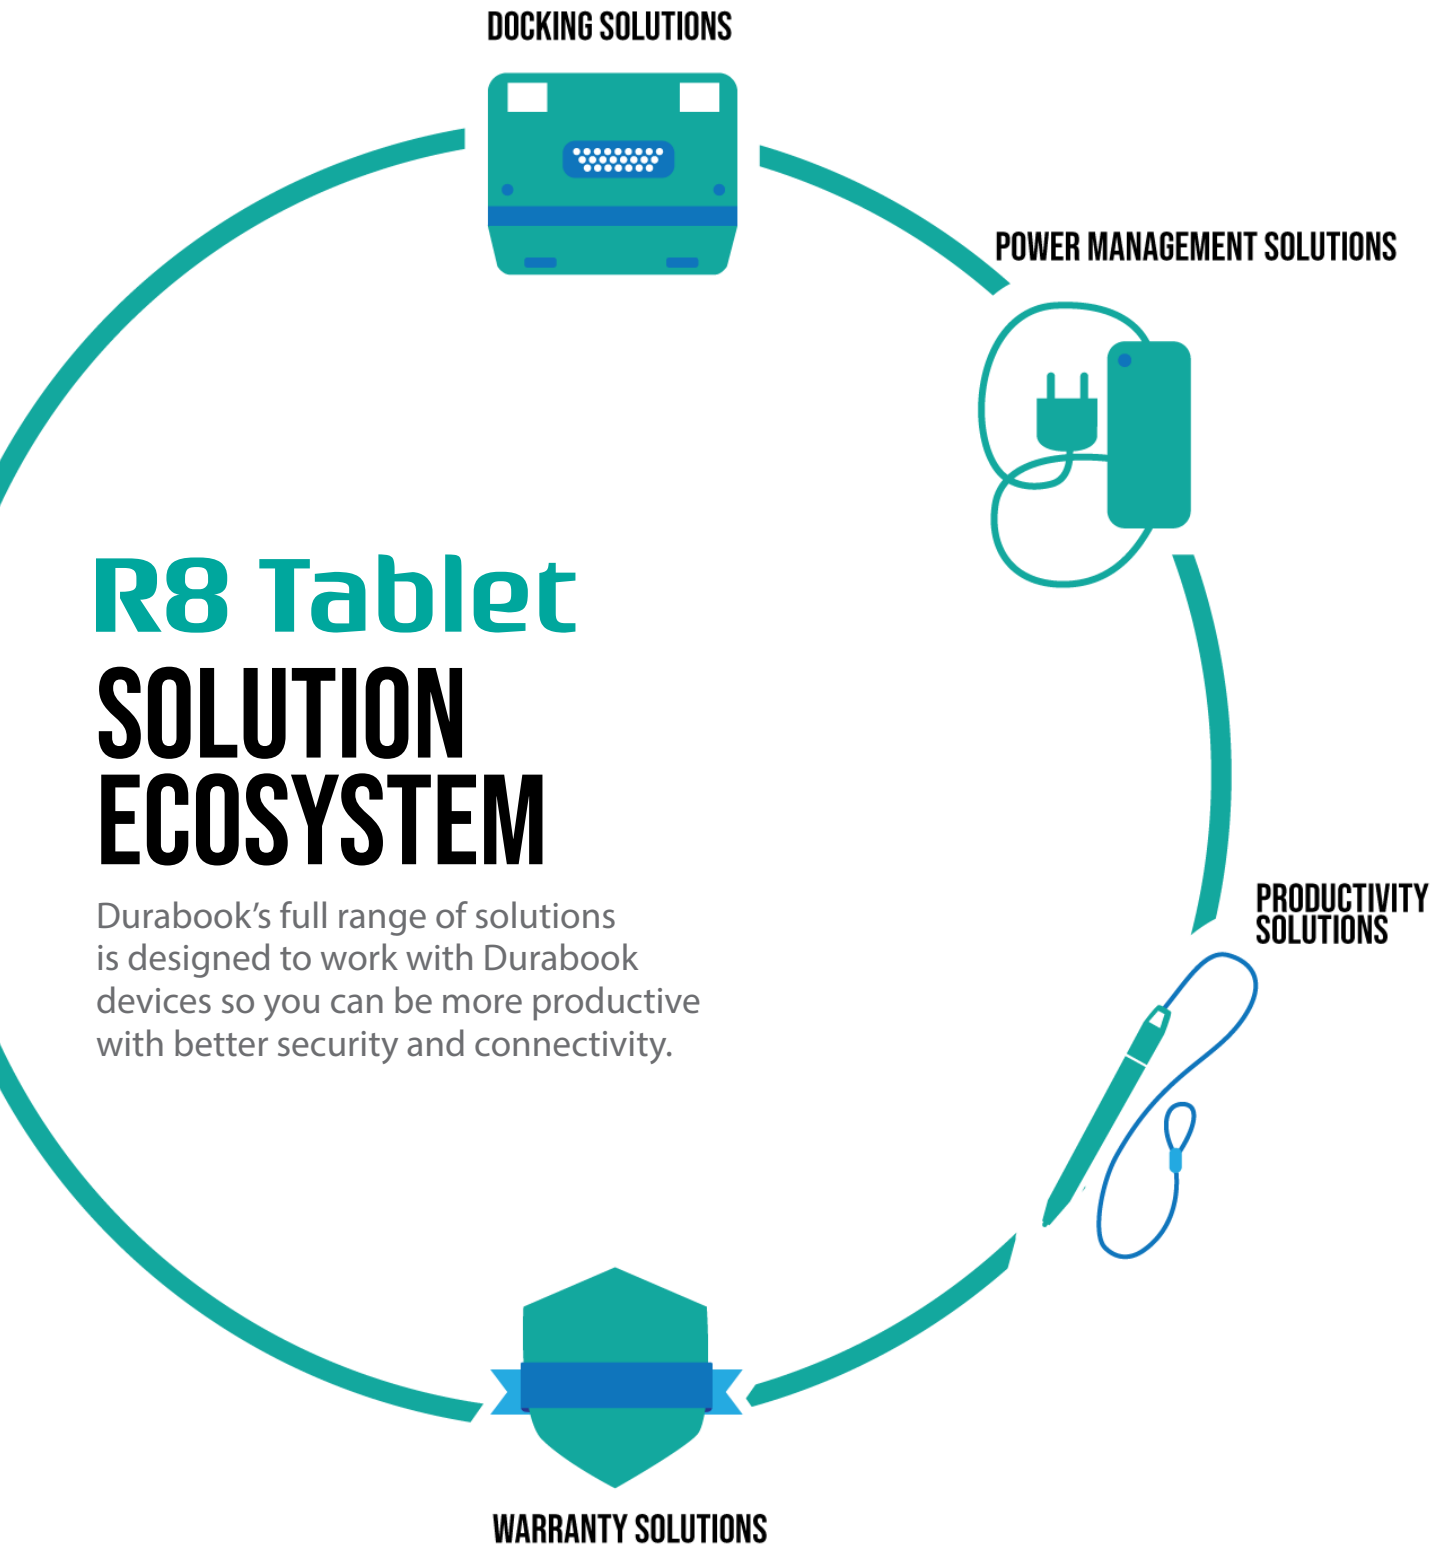 DOCKING SOLUTIONS
POWER MANAGEMENT SOLUTIONS
R8 Tablet
SOLUTION
ECOSYSTEM
Durabook's full range of solutions
is designed to work with Durabook
devices so you can be more productive
with better security and connectivity.
PRODUCTIVITY
SOLUTIONS
WARRANTY SOLUTIONS